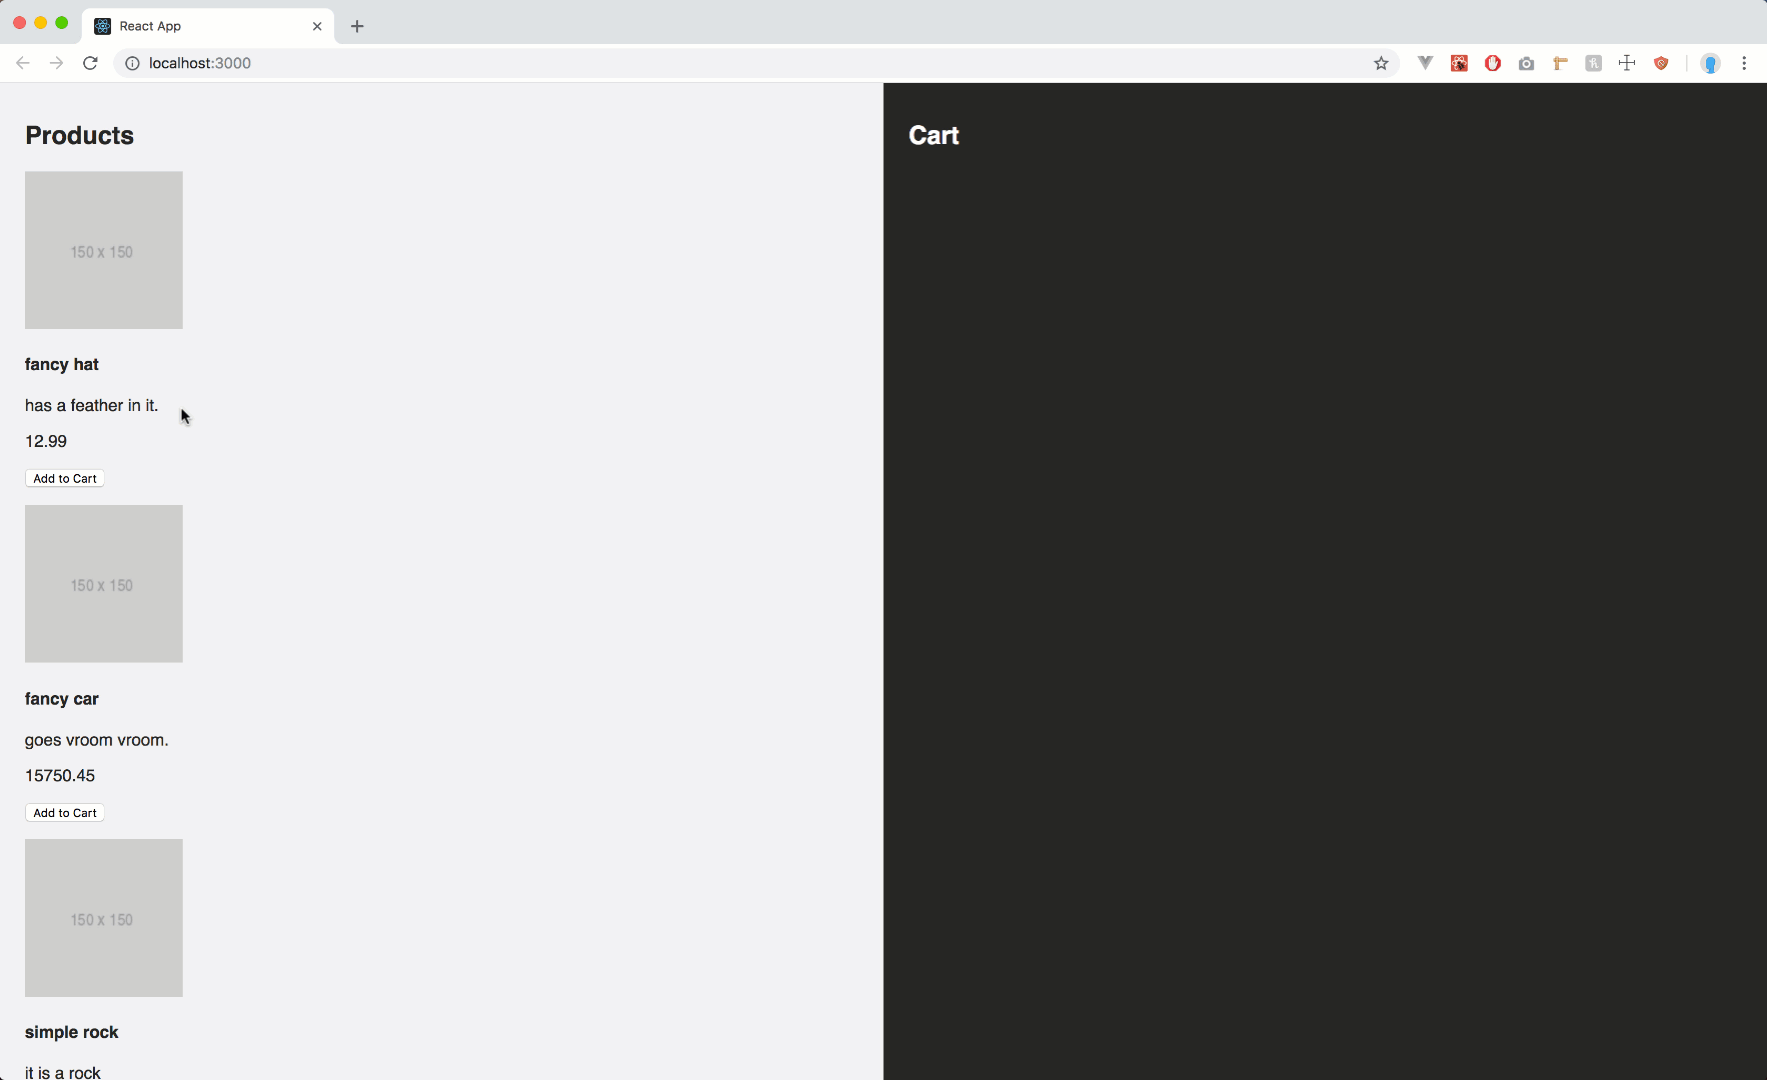 React App
localhost:3000
Products
150 x 150
fancy hat
has a feather in it.
12.99
Add to Cart
150 x 150
fancy car
goes vroom vroom.
15750.45
Add to Cart
150 x 150
simple rock
it is a rock
Cart